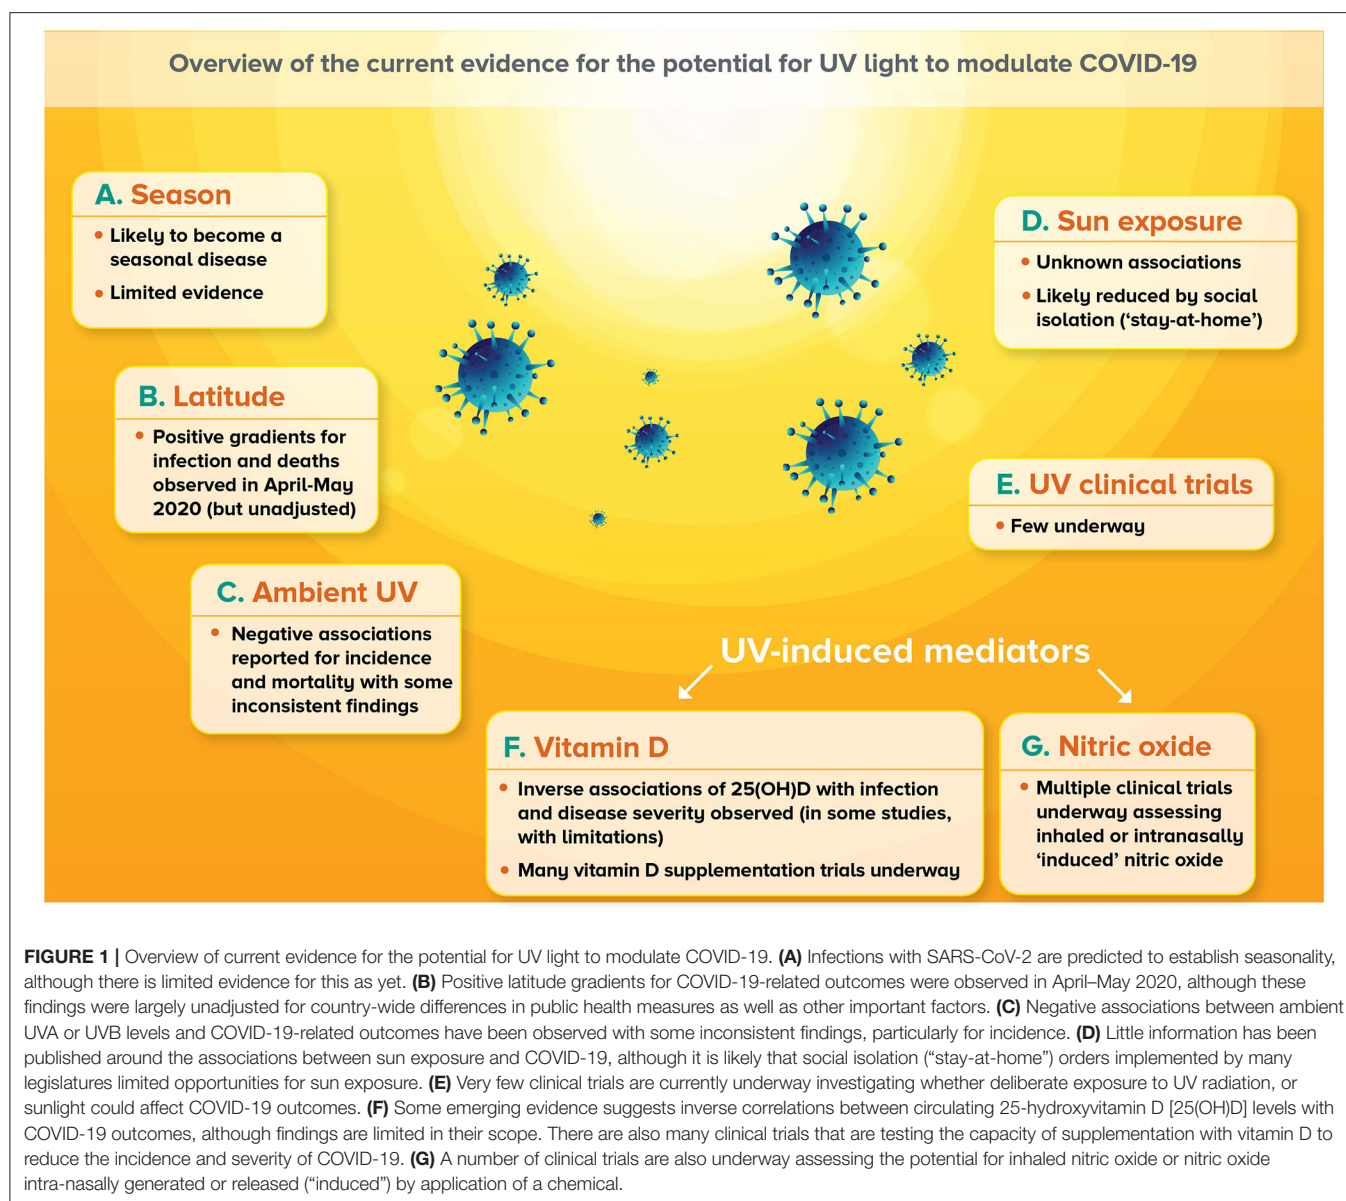 Overview of the current evidence for the potential for UV light to modulate COVID-19
A. Season
• Likely to become a
seasonal disease
• Limited evidence
B. Latitude
• Positive gradients for
infection and deaths
observed in April-May
2020 (but unadjusted)
C. Ambient UV
• Negative associations
reported for incidence
and mortality with some
inconsistent findings
D. Sun exposure
• Unknown associations
• Likely reduced by social
isolation (‘stay-at-home’)
E. UV clinical trials
• Few underway
UV-induced mediators
F. Vitamin D
• Inverse associations of 25(OH)D with infection
and disease severity observed (in some studies,
with limitations)
• Many vitamin D supplementation trials underway
G. Nitric oxide
• Multiple clinical trials
underway assessing
inhaled or intranasally
‘induced’ nitric oxide
FIGURE 1 | Overview of current evidence for the potential for UV light to modulate COVID-19. (A) Infections with SARS-CoV-2 are predicted to establish seasonality,
although there is limited evidence for this as yet. (B) Positive latitude gradients for COVID-19-related outcomes were observed in April–May 2020, although these
findings were largely unadjusted for country-wide differences in public health measures as well as other important factors. (C) Negative associations between ambient
UVA or UVB levels and COVID-19-related outcomes have been observed with some inconsistent findings, particularly for incidence. (D) Little information has been
published around the associations between sun exposure and COVID-19, although it is likely that social isolation (“stay-at-home”) orders implemented by many
legislatures limited opportunities for sun exposure. (E) Very few clinical trials are currently underway investigating whether deliberate exposure to UV radiation, or
sunlight could affect COVID-19 outcomes. (F) Some emerging evidence suggests inverse correlations between circulating 25-hydroxyvitamin D [25(OH)D] levels with
COVID-19 outcomes, although findings are limited in their scope. There are also many clinical trials that are testing the capacity of supplementation with vitamin D to
reduce the incidence and severity of COVID-19. (G) A number of clinical trials are also underway assessing the potential for inhaled nitric oxide or nitric oxide
intra-nasally generated or released (“induced”) by application of a chemical.